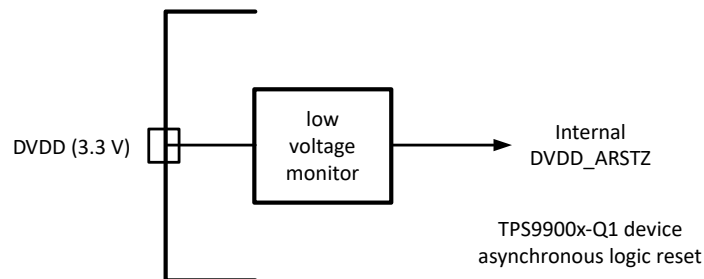 low
voltage
monitor
DVDD (3.3 V)
Internal
DVDD_ARSTZ
TPS9900x-Q1 device
asynchronous logic reset